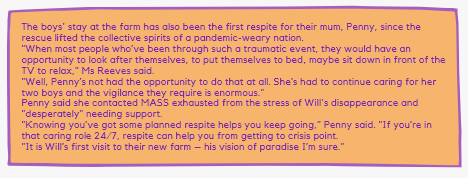 The boys' stay at the farm has also been the first respite for their mum, Penny, since the
rescue lifted the collective spirits of a pandemic-weary nation.
"When most people who've been through such a traumatic event, they would have an
opportunity to look after themselves, to put themselves to bed, maybe sit down in front of the
TV to relax," Ms Reeves said.
"Well, Penny's not had the opportunity to do that at all. She's had to continue caring for her
two boys and the vigilance they require is enormous."
Penny said she contacted MASS exhausted from the stress of Will's disappearance and
"desperately" needing support.
"Knowing you've got some planned respite helps you keep going," Penny said. "If you're in
that caring role 24/7, respite can help you from getting to crisis point.
"It is Will's first visit to their new farm – his vision of paradise I'm sure."